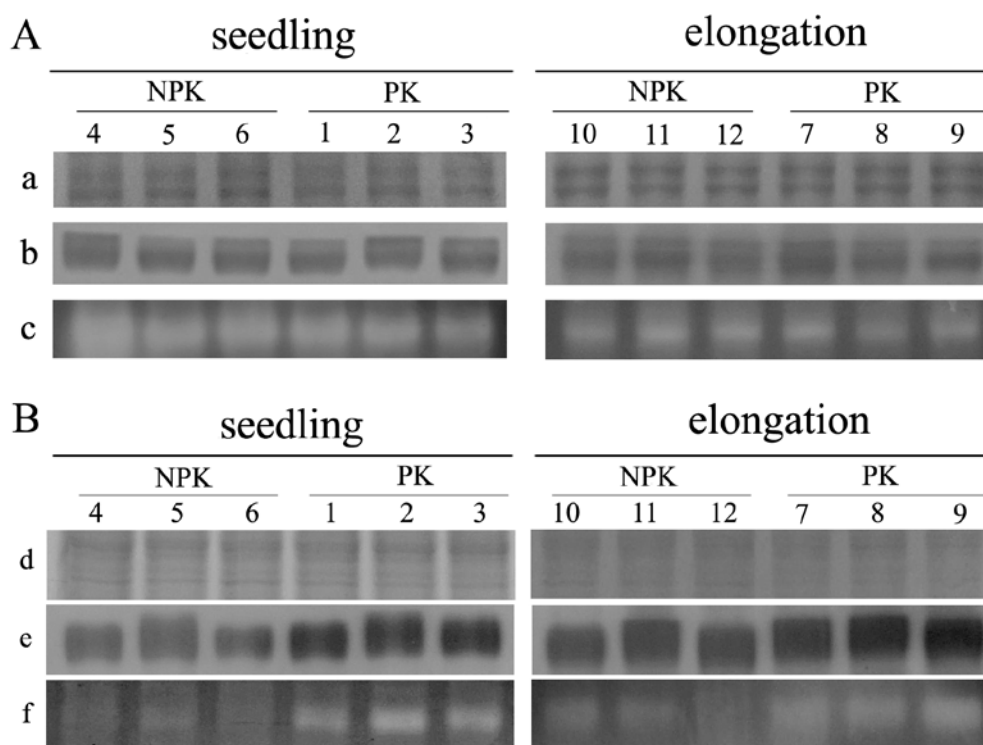 A seedling elongation
NPK PK NPK PK
4 5 6 1 2 3 10 11 12 7 8 9
a
b
c
B seedling elongation
NPK PK NPK PK
4 5 6 1 2 3 10 11 12 7 8 9
d
e
f